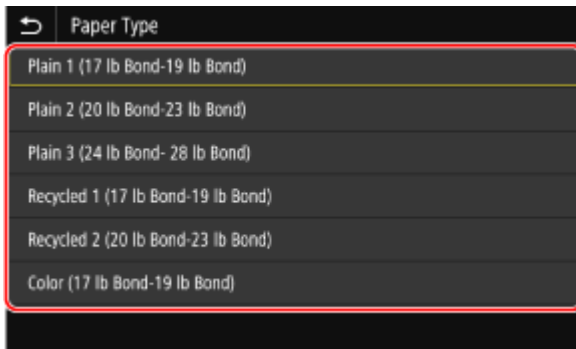 Paper Type
Plain 1 (17 lb Bond-19 lb Bond)
Plain 2 (20 lb Bond-23 lb Bond)
Plain 3 (24 lb Bond- 28 lb Bond)
Recycled 1 (17 lb Bond-19 lb Bond)
Recycled 2 (20 lb Bond-23 lb Bond)
Color (17 lb Bond-19 lb Bond)